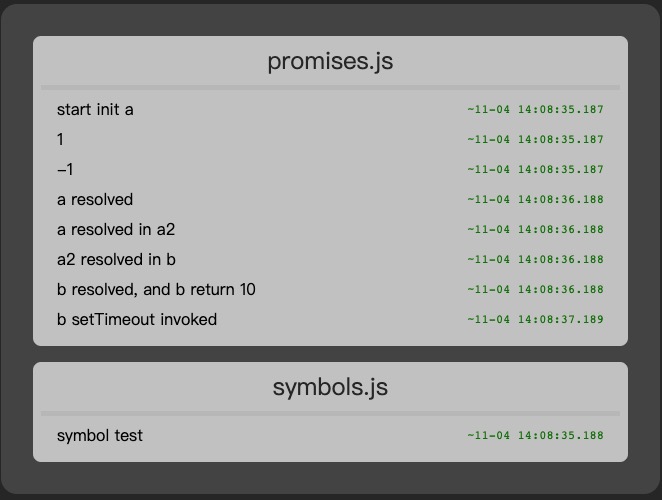 promises.js
start init a ~11-04 14:08:35.187
1 ~11-04 14:08:35.187
-1 ~11-04 14:08:35.187
a resolved ~11-04 14:08:36.188
a resolved in a2 ~11-04 14:08:36.188
a2 resolved in b ~11-04 14:08:36.188
b resolved, and b return 10 ~11-04 14:08:36.188
b setTimeout invoked ~11-04 14:08:37.189
symbols.js
symbol test ~11-04 14:08:35.188